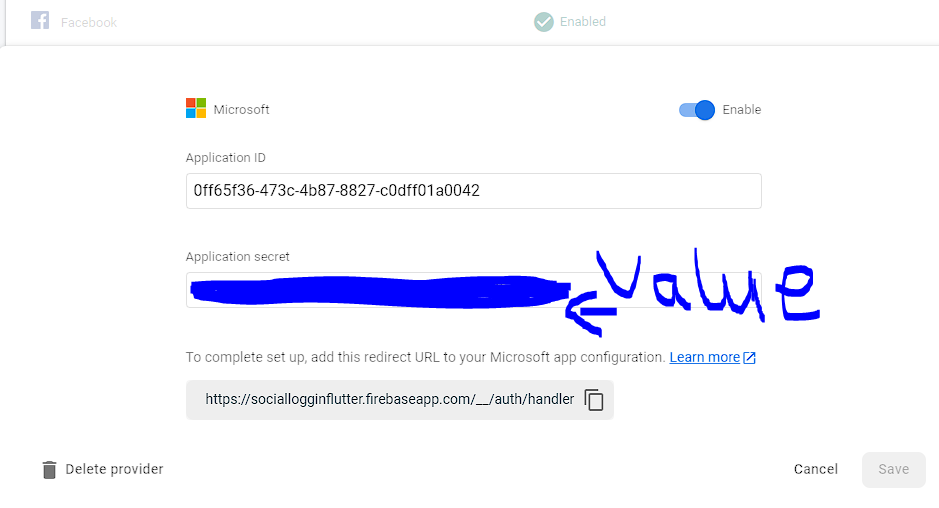 Facebook
Enabled
Microsoft
Enable
Application ID
0ff65f36-473c-4b87-8827-c0dff01a0042
Application secret
value
To complete set up, add this redirect URL to your Microsoft app configuration. Learn more
https://sociallogginflutter.firebaseapp.com/__/auth/handler
Delete provider
Cancel
Save